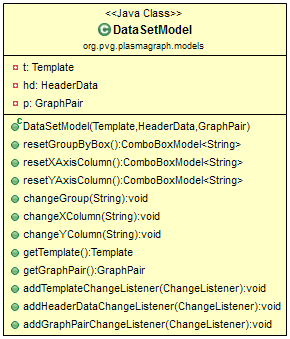 <<Java Class>>
C DataSetModel
org.pvg.plasmagraph.models
t: Template
hd: HeaderData
p: GraphPair
C DataSetModel(Template,HeaderData,GraphPair)
resetGroupByBox():ComboBoxModel<String>
resetXAxisColumn():ComboBoxModel<String>
resetYAxisColumn():ComboBoxModel<String>
changeGroup(String):void
changeXColumn(String):void
changeYColumn(String):void
getTemplate():Template
getGraphPair():GraphPair
addTemplateChangeListener(ChangeListener):void
addHeaderDataChangeListener(ChangeListener):void
addGraphPairChangeListener(ChangeListener):void